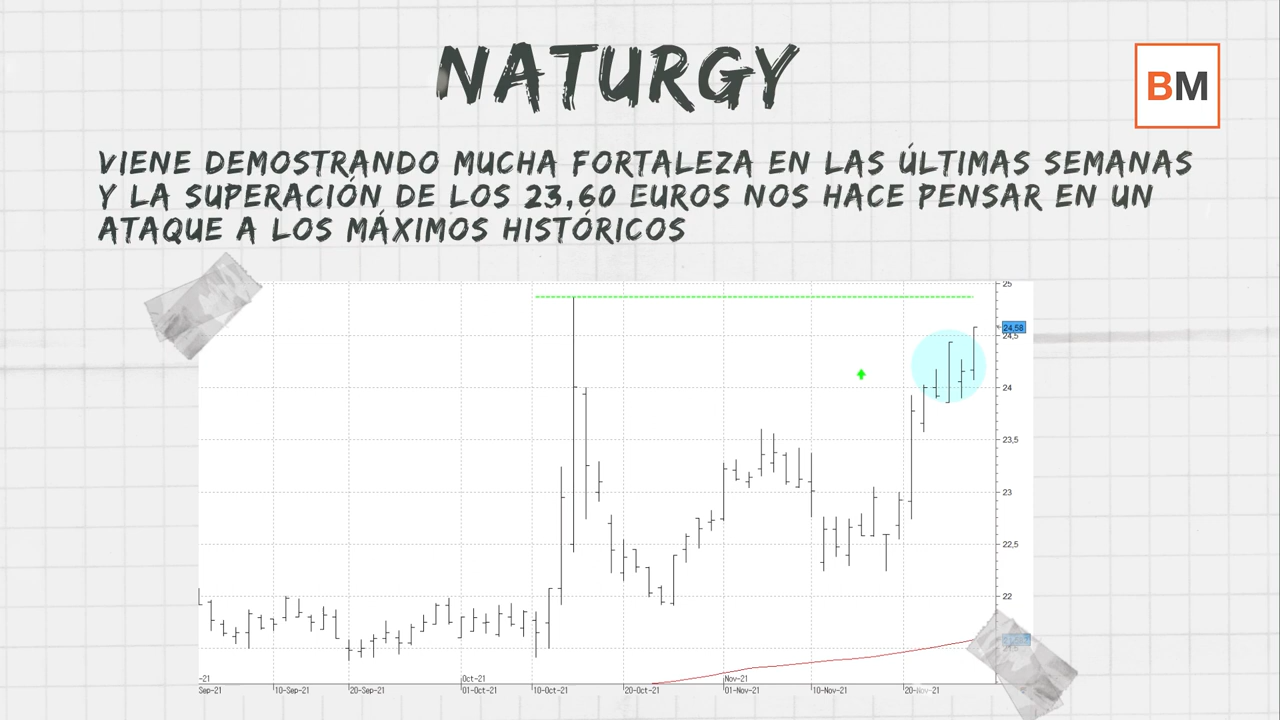 NATURGY
BM
VIENE DEMOSTRANDO MUCHA FORTALEZA EN LAS ÚLTIMAS SEMANAS
Y LA SUPERACIÓN DE LOS 23,60 EUROS NOS HACE PENSAR EN UN
ATAQUE A LOS MÁXIMOS HISTÓRICOS
25
24,58
24,5
24
23,5
23
22,5
22
-21
Oct-21
Nov-21
Sep-21
10-Sep-21
20-Sep-21
01-Oct-21
10-Oct-21
20-Oct-21
01-Nov-21
10-Nov-21
20-Nov-21